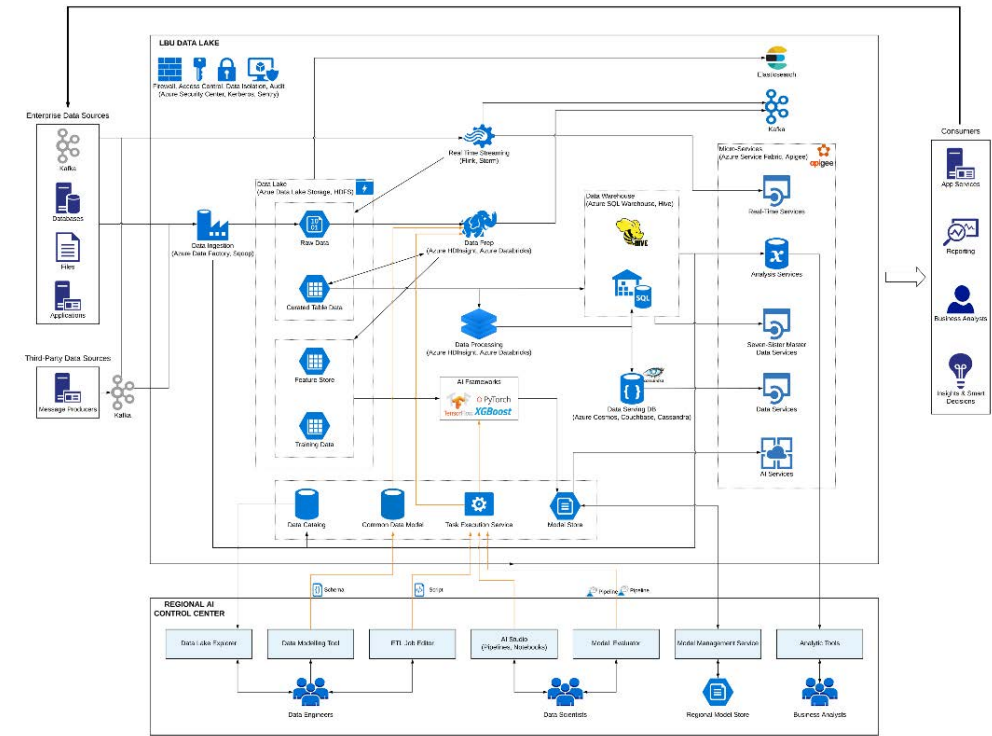 LBU DATA LAKE
Firewall, Access Control, Data Isolation, Audit
(Azure Security Center, Kerberos, Sentry)
Elasticsearch
Kafka
Enterprise Data Sources
Kafka
Databases
Files
Applications
Third-Party Data Sources
Message Producers
Kafka
Data Ingestion
(Azure Data Factory, Sqoop)
Real Time Streaming
(Flink, Storm)
Data Lake
(Azure Data Lake Storage, HDFS)
Raw Data
Curated Table Data
Feature Store
Training Data
Data Prep
(Azure HDInsight, Azure Databricks)
Data Processing
(Azure HDInsight, Azure Databricks)
AI Frameworks
TensorFlow
PyTorch
XGBoost
Data Warehouse
(Azure SQL Warehouse, Hive)
HIVE
SQL
cassandra
Data Serving DB
(Azure Cosmos, Couchbase, Cassandra)
Micro-Services
(Azure Service Fabric, Apigee)
apigee
Real-Time Services
Analysis Services
Seven-Sister Master
Data Services
Data Services
AI Services
Consumers
App Services
Reporting
Business Analysts
Insights & Smart
Decisions
Data Catalog
Common Data Model
Task Execution Service
Model Store
Schema
Script
Pipeline
Pipeline
REGIONAL AI
CONTROL CENTER
Data Lake Explorer
Data Modelling Tool
ETL Job Editor
AI Studio
(Pipelines, Notebooks)
Model Evaluator
Model Management Service
Analytic Tools
Data Engineers
Data Scientists
Regional Model Store
Business Analysts